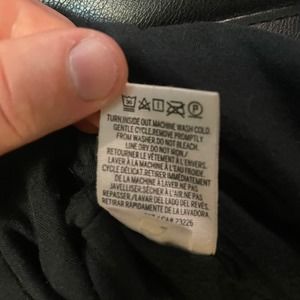 TURN INSIDE OUT.MACHINE WASH COLD.
GENTLE CYCLE.REMOVE PROMPTLY
FROM WASHER.DO NOT BLEACH.
LINE DRY.DO NOT IRON/
RETOURNER LE VÊTEMENT À L'ENVERS.
LAVER À LA MACHINE À L'EAU FROIDE.
CYCLE DÉLICAT.RETIRER IMMÉDIATEMENT
DE LA MACHINE À LAVER.NE PAS
JAVELLISER.SÉCHER À L'AIR.NE PAS
REPASSER./LAVAR DEL LADO DEL REVÉS.
RETIRAR RÁPIDAMENTE DE LA LAVADORA
CA# 23226